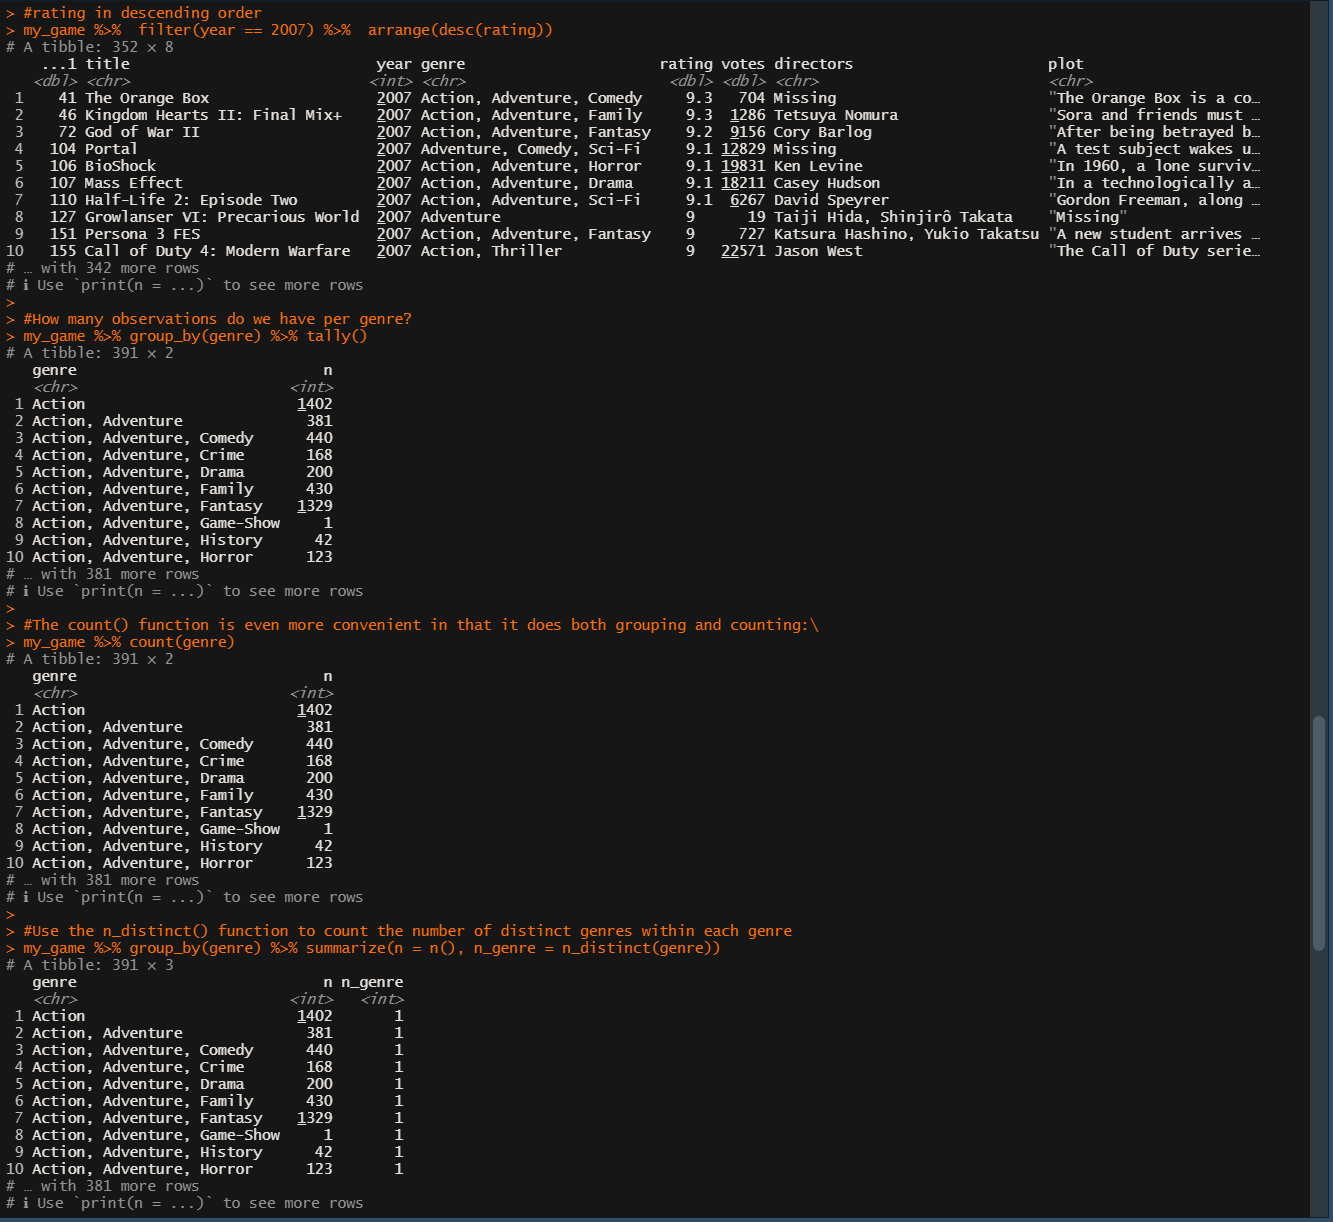 > #rating in descending order
> my_game %>%  filter(year == 2007) %>%  arrange(desc(rating))
# A tibble: 352 × 8
    ...1 title                            year genre                      rating votes directors                      plot
   <dbl> <chr>                           <int> <chr>                       <dbl> <dbl> <chr>                          <chr>
 1    41 The Orange Box                   2007 Action, Adventure, Comedy     9.3   704 Missing                        "The Orange Box is a co…
 2    46 Kingdom Hearts II: Final Mix+    2007 Action, Adventure, Family     9.3  1286 Tetsuya Nomura                 "Sora and friends must …
 3    72 God of War II                    2007 Action, Adventure, Fantasy    9.2  9156 Cory Barlog                    "After being betrayed b…
 4   104 Portal                           2007 Adventure, Comedy, Sci-Fi     9.1 12829 Missing                        "A test subject wakes u…
 5   106 BioShock                         2007 Action, Adventure, Horror     9.1 19831 Ken Levine                     "In 1960, a lone surviv…
 6   107 Mass Effect                      2007 Action, Adventure, Drama      9.1 18211 Casey Hudson                   "In a technologically a…
 7   110 Half-Life 2: Episode Two         2007 Action, Adventure, Sci-Fi     9.1  6267 David Speyrer                  "Gordon Freeman, along …
 8   127 Growlanser VI: Precarious World  2007 Adventure                     9      19 Taiji Hida, Shinjirô Takata    "Missing"
 9   151 Persona 3 FES                    2007 Action, Adventure, Fantasy    9     727 Katsura Hashino, Yukio Takatsu "A new student arrives …
10   155 Call of Duty 4: Modern Warfare   2007 Action, Thriller              9   22571 Jason West                     "The Call of Duty serie…
# … with 342 more rows
# ℹ Use `print(n = ...)` to see more rows
>
> #How many observations do we have per genre?
> my_game %>% group_by(genre) %>% tally()
# A tibble: 391 × 2
   genre                            n
   <chr>                        <int>
 1 Action                        1402
 2 Action, Adventure              381
 3 Action, Adventure, Comedy      440
 4 Action, Adventure, Crime       168
 5 Action, Adventure, Drama       200
 6 Action, Adventure, Family      430
 7 Action, Adventure, Fantasy    1329
 8 Action, Adventure, Game-Show     1
 9 Action, Adventure, History      42
10 Action, Adventure, Horror      123
# … with 381 more rows
# ℹ Use `print(n = ...)` to see more rows
>
> #The count() function is even more convenient in that it does both grouping and counting:\
> my_game %>% count(genre)
# A tibble: 391 × 2
   genre                            n
   <chr>                        <int>
 1 Action                        1402
 2 Action, Adventure              381
 3 Action, Adventure, Comedy      440
 4 Action, Adventure, Crime       168
 5 Action, Adventure, Drama       200
 6 Action, Adventure, Family      430
 7 Action, Adventure, Fantasy    1329
 8 Action, Adventure, Game-Show     1
 9 Action, Adventure, History      42
10 Action, Adventure, Horror      123
# … with 381 more rows
# ℹ Use `print(n = ...)` to see more rows
>
> #Use the n_distinct() function to count the number of distinct genres within each genre
> my_game %>% group_by(genre) %>% summarize(n = n(), n_genre = n_distinct(genre))
# A tibble: 391 × 3
   genre                            n n_genre
   <chr>                        <int>   <int>
 1 Action                        1402       1
 2 Action, Adventure              381       1
 3 Action, Adventure, Comedy      440       1
 4 Action, Adventure, Crime       168       1
 5 Action, Adventure, Drama       200       1
 6 Action, Adventure, Family      430       1
 7 Action, Adventure, Fantasy    1329       1
 8 Action, Adventure, Game-Show     1       1
 9 Action, Adventure, History      42       1
10 Action, Adventure, Horror      123       1
# … with 381 more rows
# ℹ Use `print(n = ...)` to see more rows